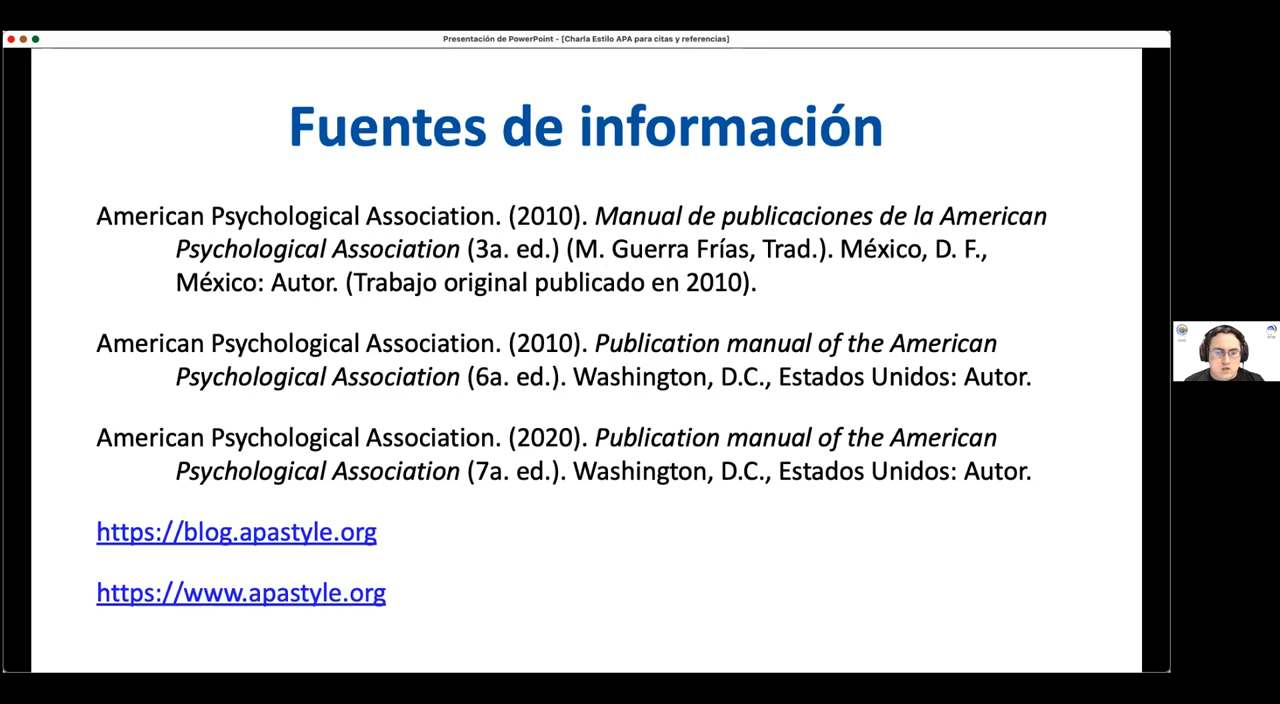 Presentación de PowerPoint - [Charla Estilo APA para citas y referencias]
Fuentes de información
American Psychological Association. (2010). Manual de publicaciones de la American
Psychological Association (3a. ed.) (M. Guerra Frías, Trad.). México, D. F.,
México: Autor. (Trabajo original publicado en 2010).
American Psychological Association. (2010). Publication manual of the American
Psychological Association (6a. ed.). Washington, D.C., Estados Unidos: Autor.
American Psychological Association. (2020). Publication manual of the American
Psychological Association (7a. ed.). Washington, D.C., Estados Unidos: Autor.
https://blog.apastyle.org
https://www.apastyle.org